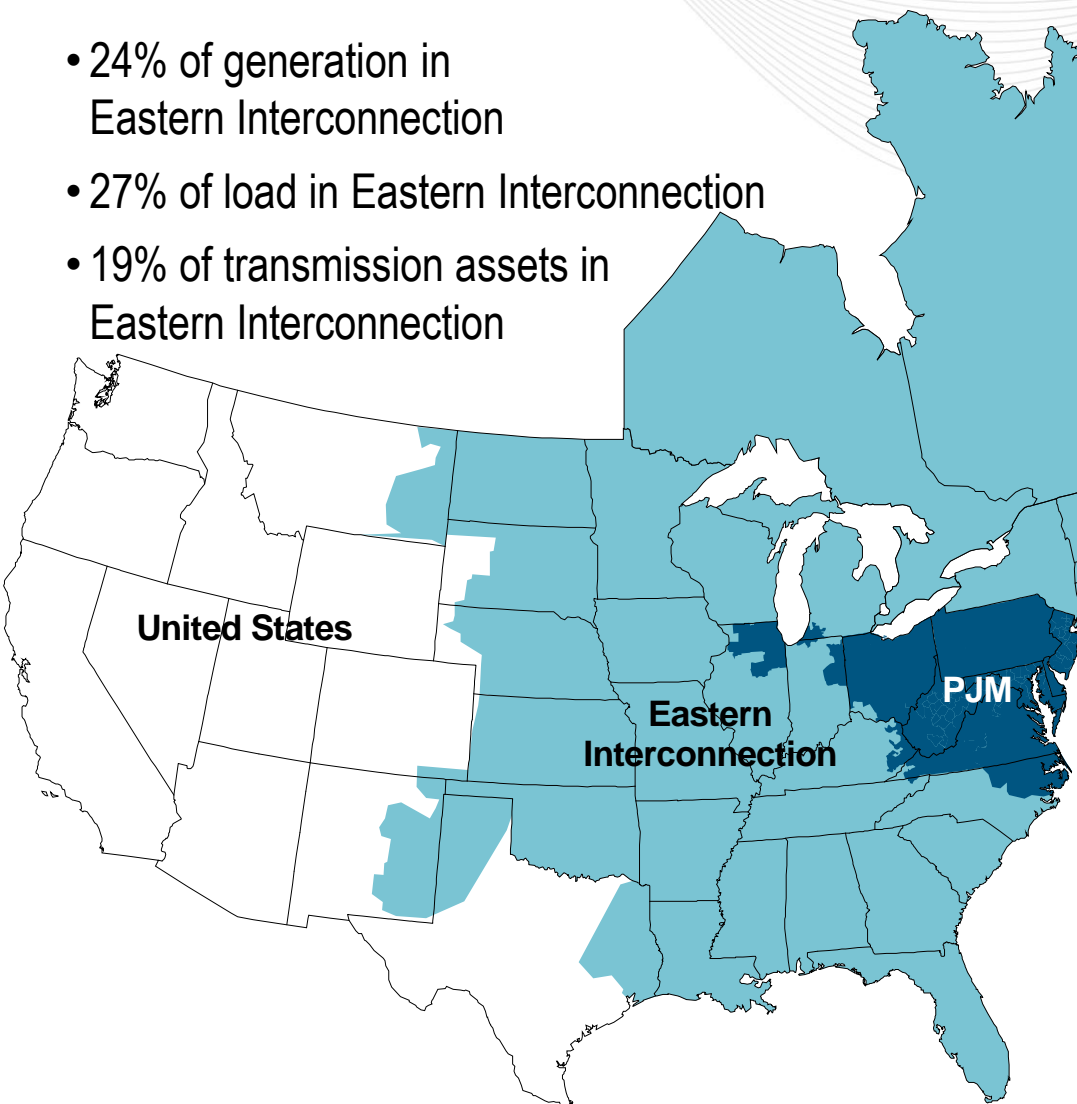 • 24% of generation in
Eastern Interconnection
• 27% of load in Eastern Interconnection
• 19% of transmission assets in
Eastern Interconnection
United States
PJM
Eastern
Interconnection